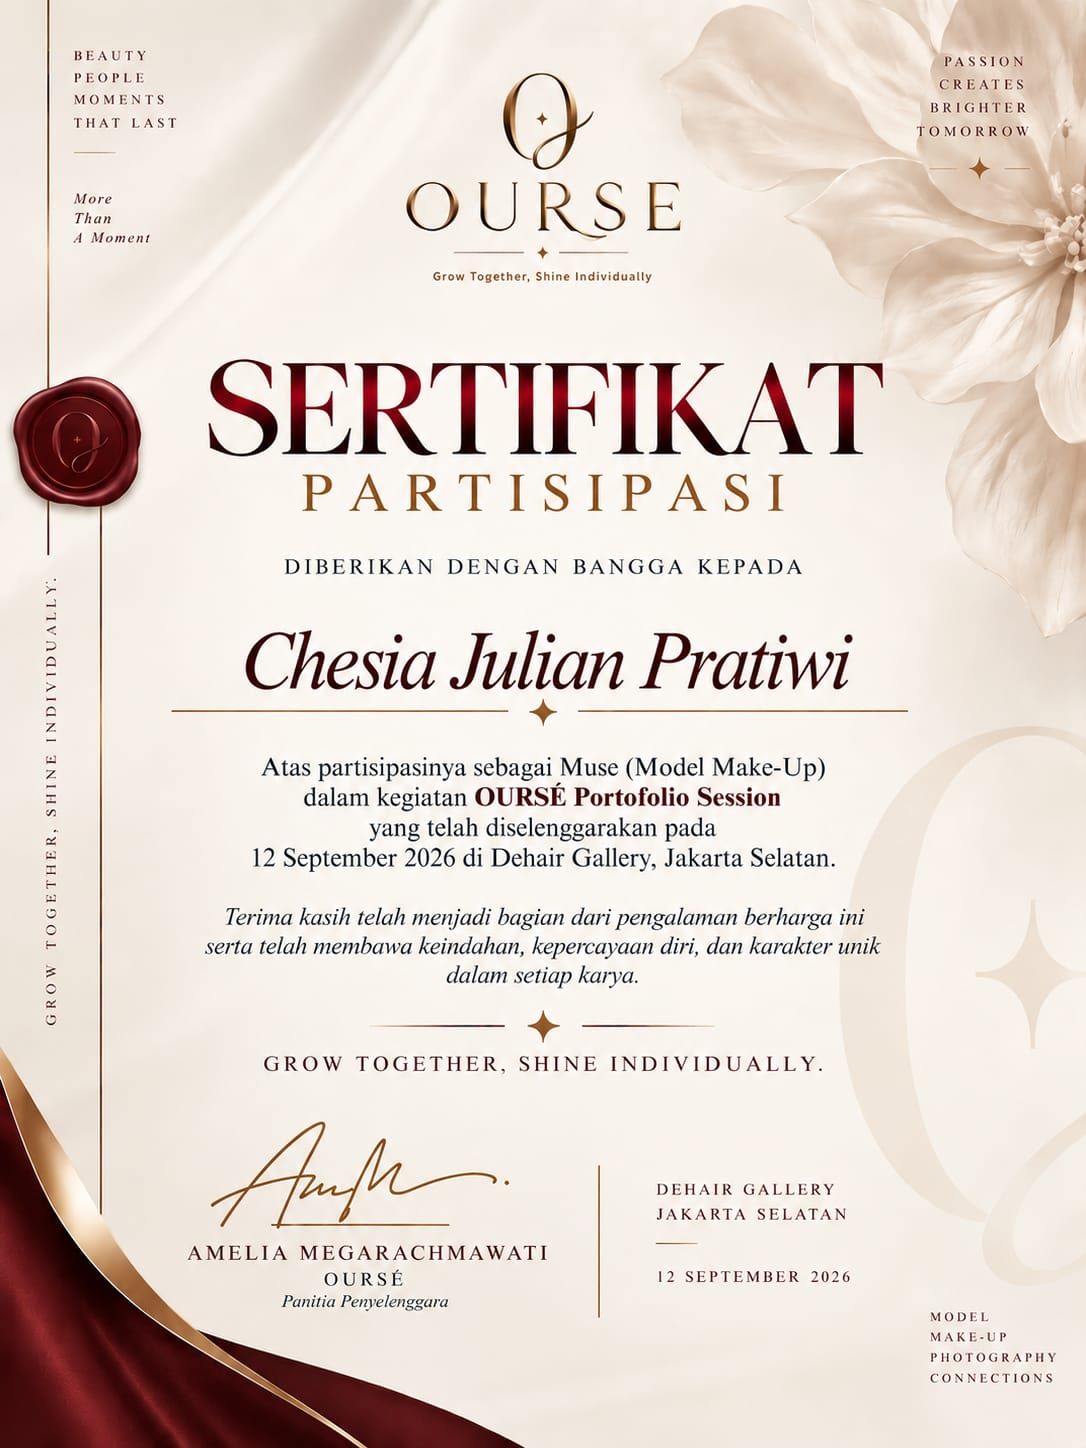 BEAUTY
PEOPLE
MOMENTS
THAT LAST
More
Than
A Moment
PASSION
CREATES
BRIGHTER
TOMORROW
OURSE
Grow Together, Shine Individually
SERTIFIKAT
PARTISIPASI
DIBERIKAN DENGAN BANGGA KEPADA
Chesia Julian Pratiwi
Atas partisipasinya sebagai Muse (Model Make-Up)
dalam kegiatan OURSÉ Portofolio Session
yang telah diselenggarakan pada
12 September 2026 di Dehair Gallery, Jakarta Selatan.
Terima kasih telah menjadi bagian dari pengalaman berharga ini
serta telah membawa keindahan, kepercayaan diri, dan karakter unik
dalam setiap karya.
GROW TOGETHER, SHINE INDIVIDUALLY.
GROW TOGETHER, SHINE INDIVIDUALLY.
AMELIA MEGARACHMAWATI
OURSÉ
Panitia Penyelenggara
DEHAIR GALLERY
JAKARTA SELATAN
12 SEPTEMBER 2026
MODEL
MAKE-UP
PHOTOGRAPHY
CONNECTIONS